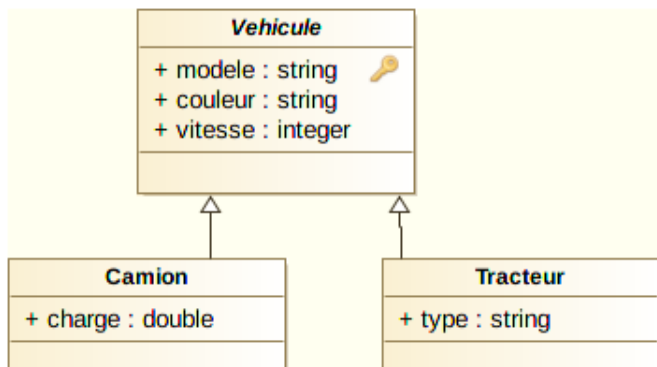 Vehicule
+ modele : string
+ couleur : string
+ vitesse : integer
Camion
+ charge : double
Tracteur
+ type : string